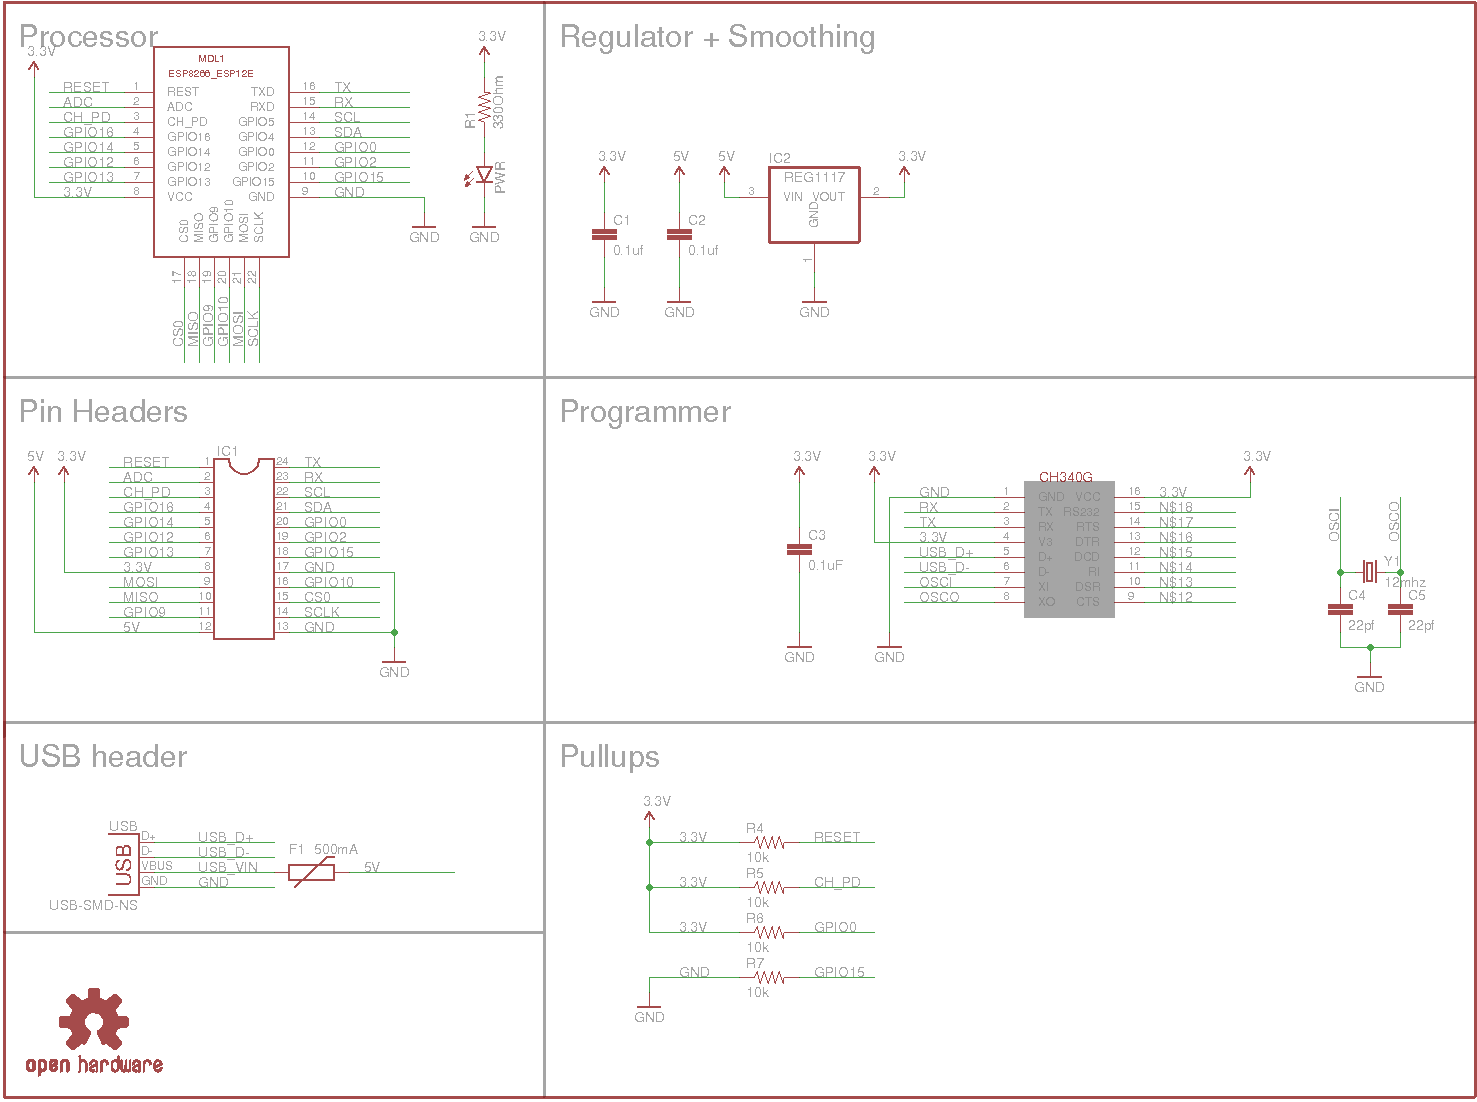 Processor
3.3V
MDL1
ESP8266_ESP12E
RESET 1 REST TXD 16 TX
ADC 2 ADC RXD 15 RX
CH_PD 3 CH_PD GPIO5 14 SCL
GPIO16 4 GPIO16 GPIO4 13 SDA
GPIO14 5 GPIO14 GPIO0 12 GPIO0
GPIO12 6 GPIO12 GPIO2 11 GPIO2
GPIO13 7 GPIO13 GPIO15 10 GPIO15
3.3V 8 VCC GND 9 GND
CS0 MISO GPIO9 GPIO10 MOSI SCLK
17 18 19 20 21 22
CS0 MISO GPIO9 GPIO10 MOSI SCLK
GND
3.3V
R1
330Ohm
PWR
GND
Regulator + Smoothing
3.3V
C1
0.1uf
GND
5V
C2
0.1uf
GND
5V
IC2
REG1117
3 VIN VOUT 2
GND
1
3.3V
GND
Pin Headers
5V 3.3V
IC1
RESET 1 24 TX
ADC 2 23 RX
CH_PD 3 22 SCL
GPIO16 4 21 SDA
GPIO14 5 20 GPIO0
GPIO12 6 19 GPIO2
GPIO13 7 18 GPIO15
3.3V 8 17 GND
MOSI 9 16 GPIO10
MISO 10 15 CS0
GPIO9 11 14 SCLK
5V 12 13 GND
GND
Programmer
3.3V
C3
0.1uF
GND
3.3V
CH340G
3.3V
GND 1 GND VCC 16 3.3V
RX 2 TX RS232 15 N$18
TX 3 RX RTS 14 N$17
3.3V 4 V3 DTR 13 N$16
USB_D+ 5 D+ DCD 12 N$15
USB_D- 6 D- RI 11 N$14
OSCI 7 XI DSR 10 N$13
OSCO 8 XO CTS 9 N$12
GND
OSCI
OSCO
Y1
12mhz
C4
22pf
C5
22pf
GND
USB header
USB
USB
D+ USB_D+
D- USB_D-
VBUS USB_VIN
GND GND
USB-SMD-NS
F1 500mA
5V
Pullups
3.3V
3.3V R4 RESET
10k
3.3V R5 CH_PD
10k
3.3V R6 GPIO0
10k
GND R7 GPIO15
10k
GND
open hardware